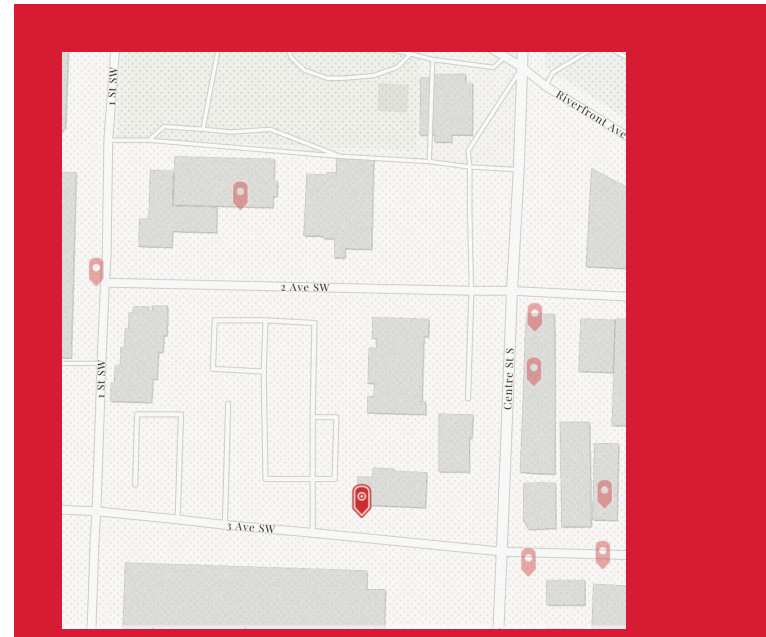 1 St SW
Riverfront Ave
2 Ave SW
1 St SW
Centre St S
3 Ave SW